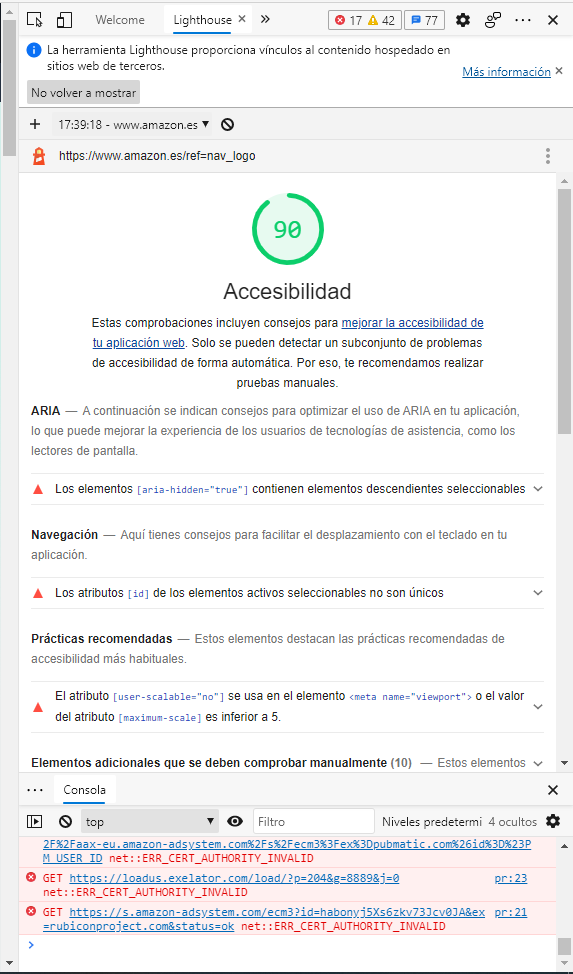 Welcome
Lighthouse
17
42
77
La herramienta Lighthouse proporciona vínculos al contenido hospedado en
sitios web de terceros.
Más información
No volver a mostrar
17:39:18 - www.amazon.es
https://www.amazon.es/ref=nav_logo
90
Accesibilidad
Estas comprobaciones incluyen consejos para mejorar la accesibilidad de
tu aplicación web. Solo se pueden detectar un subconjunto de problemas
de accesibilidad de forma automática. Por eso, te recomendamos realizar
pruebas manuales.
ARIA — A continuación se indican consejos para optimizar el uso de ARIA en tu aplicación,
lo que puede mejorar la experiencia de los usuarios de tecnologías de asistencia, como los
lectores de pantalla.
Los elementos [aria-hidden="true"] contienen elementos descendientes seleccionables
Navegación — Aquí tienes consejos para facilitar el desplazamiento con el teclado en tu
aplicación.
Los atributos [id] de los elementos activos seleccionables no son únicos
Prácticas recomendadas — Estos elementos destacan las prácticas recomendadas de
accesibilidad más habituales.
El atributo [user-scalable="no"] se usa en el elemento <meta name="viewport"> o el valor
del atributo [maximum-scale] es inferior a 5.
Elementos adicionales que se deben comprobar manualmente (10) — Estos elementos
Consola
top
Filtro
Niveles predetermi
4 ocultos
2F%2Faax-eu.amazon-adsystem.com%2Fs%2Fecm3%3Fex%3Dpubmatic.com%26id%3D%23P
M_USER_ID net::ERR_CERT_AUTHORITY_INVALID
GET https://loadus.exelator.com/load/?p=204&g=8889&j=0 pr:23
net::ERR_CERT_AUTHORITY_INVALID
GET https://s.amazon-adsystem.com/ecm3?id=habonyj5Xs6zkv73Jcv0JA&ex pr:21
=rubiconproject.com&status=ok net::ERR_CERT_AUTHORITY_INVALID